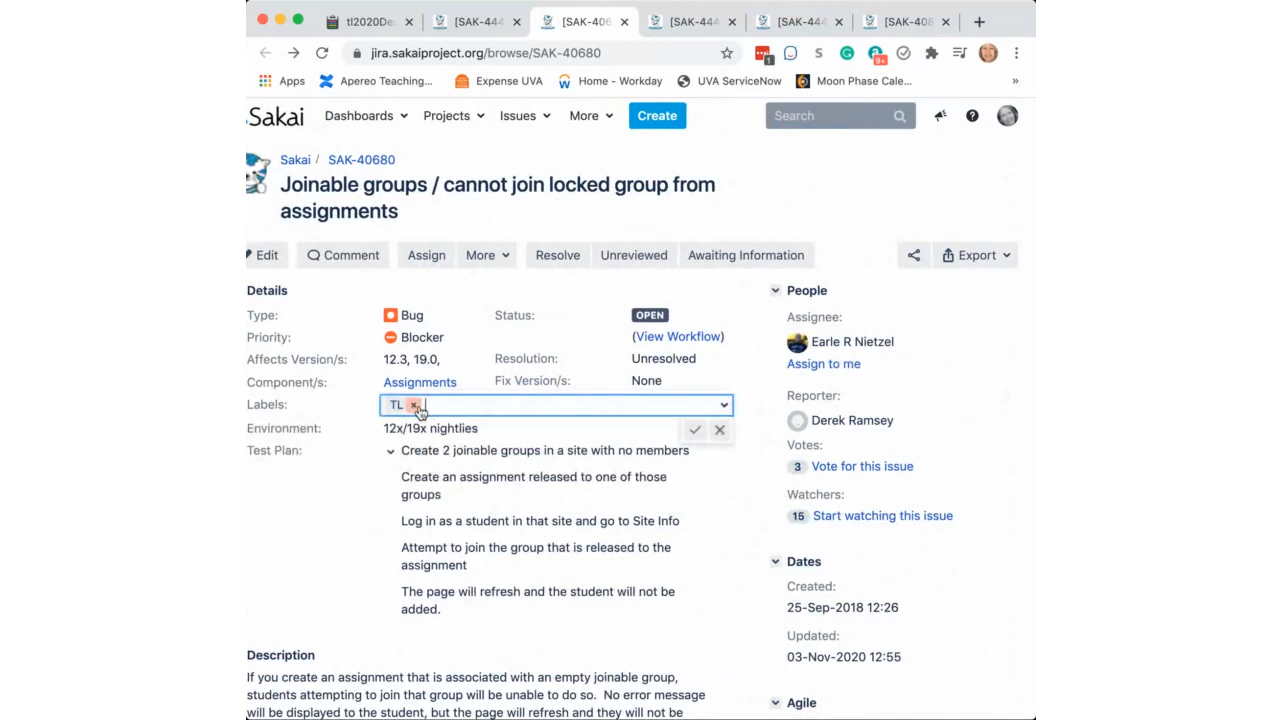 tl2020De
[SAK-444
[SAK-406
[SAK-444
[SAK-444
[SAK-408
jira.sakaiproject.org/browse/SAK-40680
1
S
9+
Apps
Apereo Teaching...
Expense UVA
Home - Workday
UVA ServiceNow
Moon Phase Cale...
»
Sakai
Dashboards
Projects
Issues
More
Create
Search
Sakai / SAK-40680
Joinable groups / cannot join locked group from
assignments
Edit
Comment
Assign
More
Resolve
Unreviewed
Awaiting Information
Export
Details
Type: Bug
Status: OPEN
Priority: Blocker
(View Workflow)
Affects Version/s: 12.3, 19.0,
Resolution: Unresolved
Component/s: Assignments
Fix Version/s: None
Labels: TL
Environment: 12x/19x nightlies
Test Plan: Create 2 joinable groups in a site with no members
Create an assignment released to one of those
groups
Log in as a student in that site and go to Site Info
Attempt to join the group that is released to the
assignment
The page will refresh and the student will not be
added.
Description
If you create an assignment that is associated with an empty joinable group,
students attempting to join that group will be unable to do so. No error message
will be displayed to the student, but the page will refresh and they will not be
People
Assignee:
Earle R Nietzel
Assign to me
Reporter:
Derek Ramsey
Votes:
3 Vote for this issue
Watchers:
15 Start watching this issue
Dates
Created:
25-Sep-2018 12:26
Updated:
03-Nov-2020 12:55
Agile